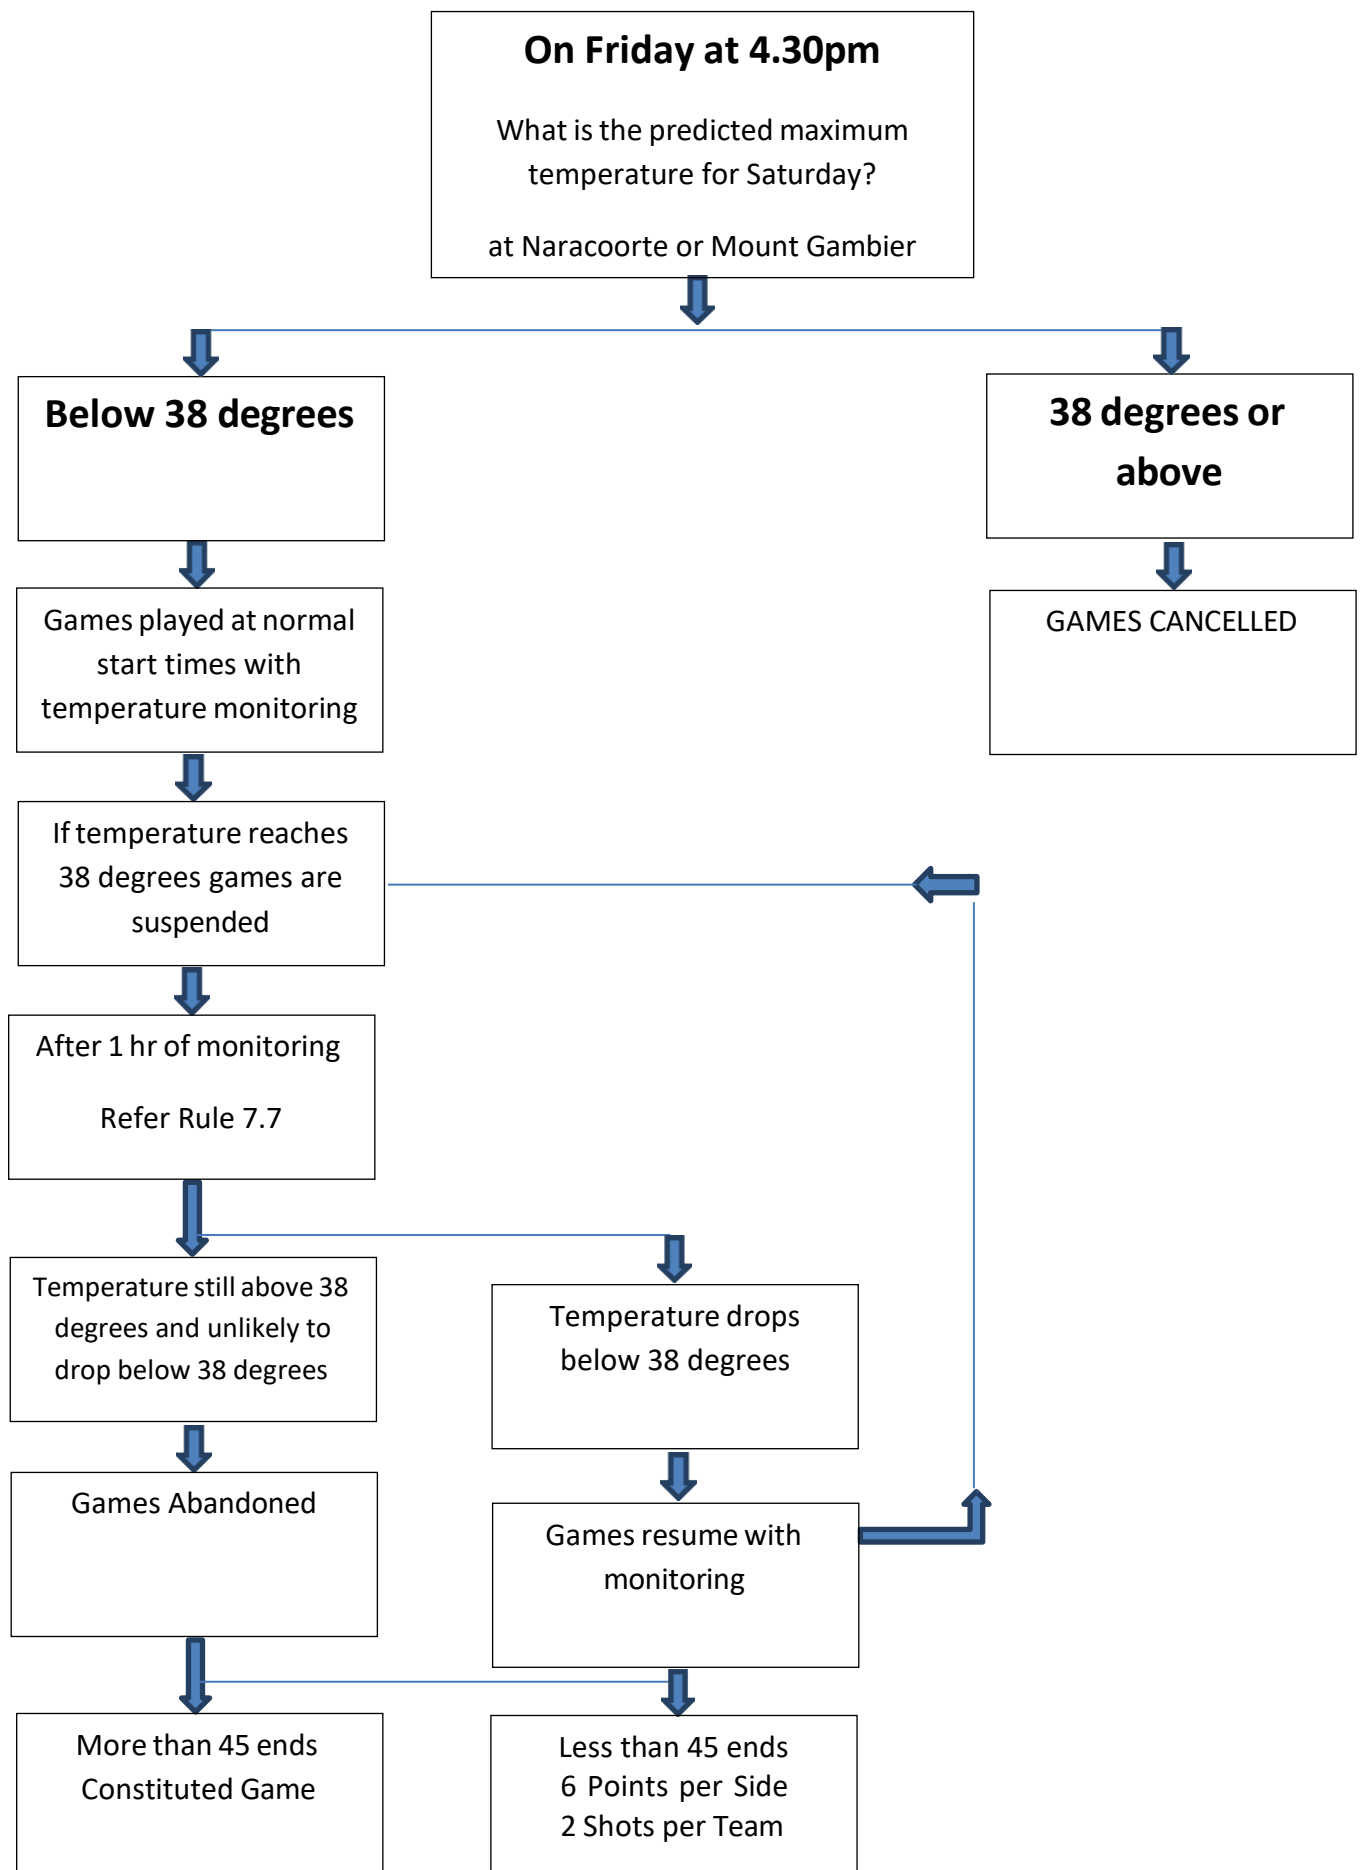 On Friday at 4.30pm
What is the predicted maximum
temperature for Saturday?
at Naracoorte or Mount Gambier
Below 38 degrees
38 degrees or
above
Games played at normal
start times with
temperature monitoring
GAMES CANCELLED
If temperature reaches
38 degrees games are
suspended
After 1 hr of monitoring
Refer Rule 7.7
Temperature still above 38
degrees and unlikely to
drop below 38 degrees
Temperature drops
below 38 degrees
Games Abandoned
Games resume with
monitoring
More than 45 ends
Constituted Game
Less than 45 ends
6 Points per Side
2 Shots per Team